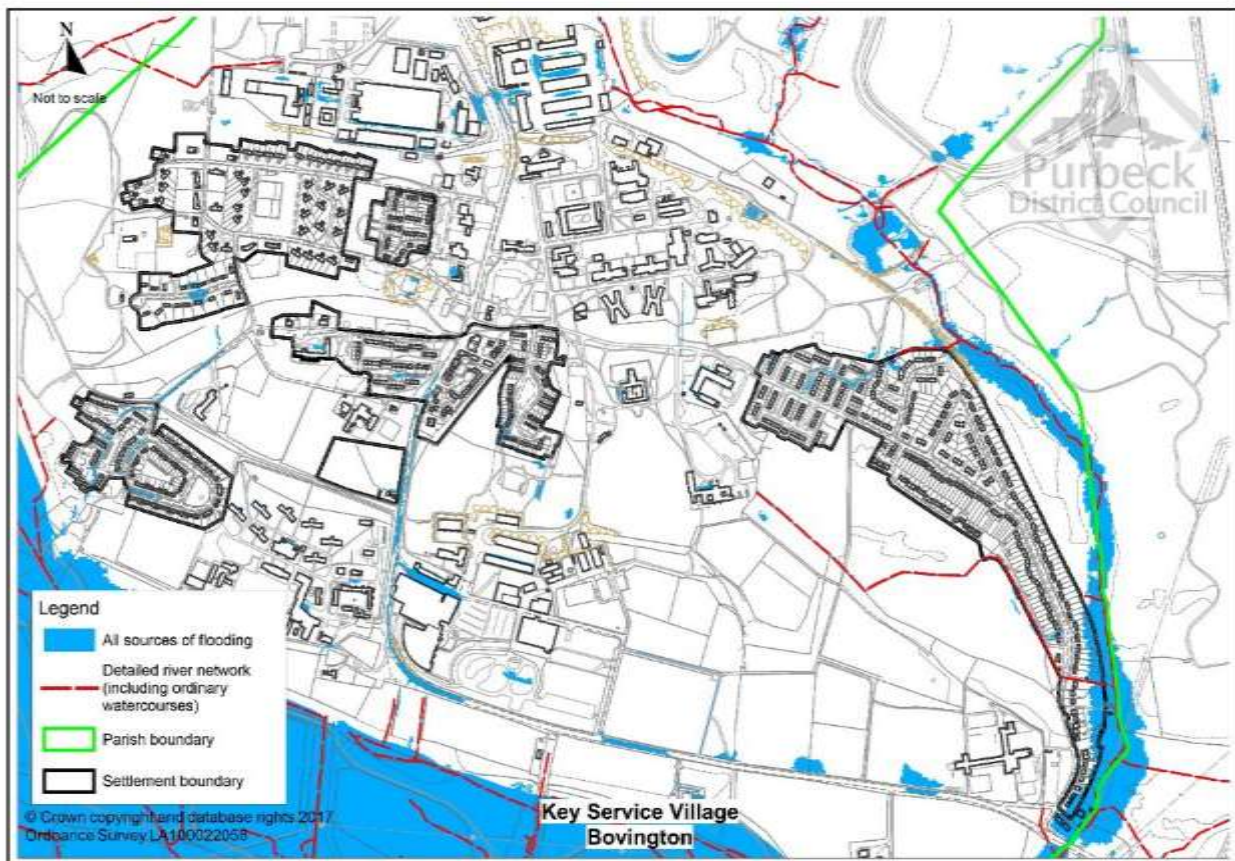 N
Not to scale
Purbeck
District Council
Legend
All sources of flooding
Detailed river network
(including ordinary
watercourses)
Parish boundary
Settlement boundary
© Crown copyright and database rights 2017.
Ordnance Survey LA100022058
Key Service Village
Bovington